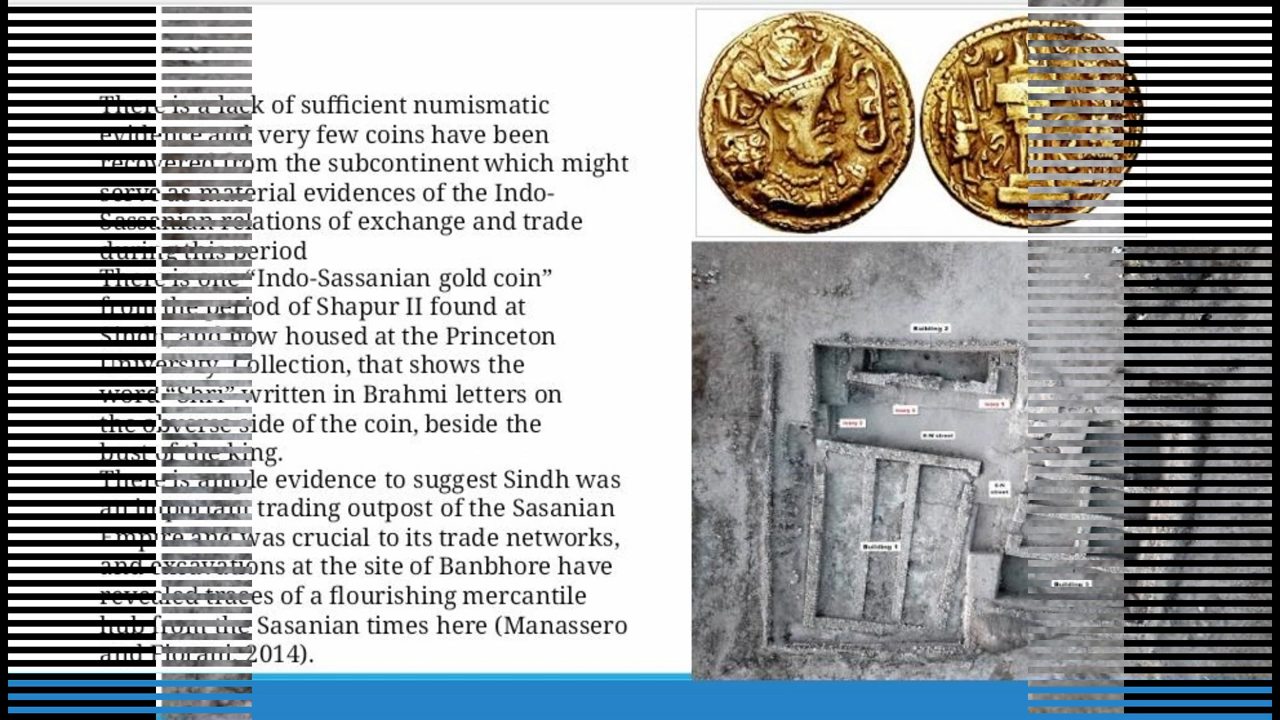 There is a lack of sufficient numismatic
evidence and very few coins have been
recovered from the subcontinent which might
serve as material evidences of the Indo-
Sassanian relations of exchange and trade
during this period
There is one “Indo-Sassanian gold coin”
from the period of Shapur II found at
Sindh, and now housed at the Princeton
University Collection, that shows the
word “Shri” written in Brahmi letters on
the obverse side of the coin, beside the
bust of the king.
There is ample evidence to suggest Sindh was
an important trading outpost of the Sasanian
Empire and was crucial to its trade networks,
and excavations at the site of Banbhore have
revealed traces of a flourishing mercantile
hub from the Sasanian times here (Manassero
and Fiorani, 2014).
Building 2
street
street
Building 1
Building